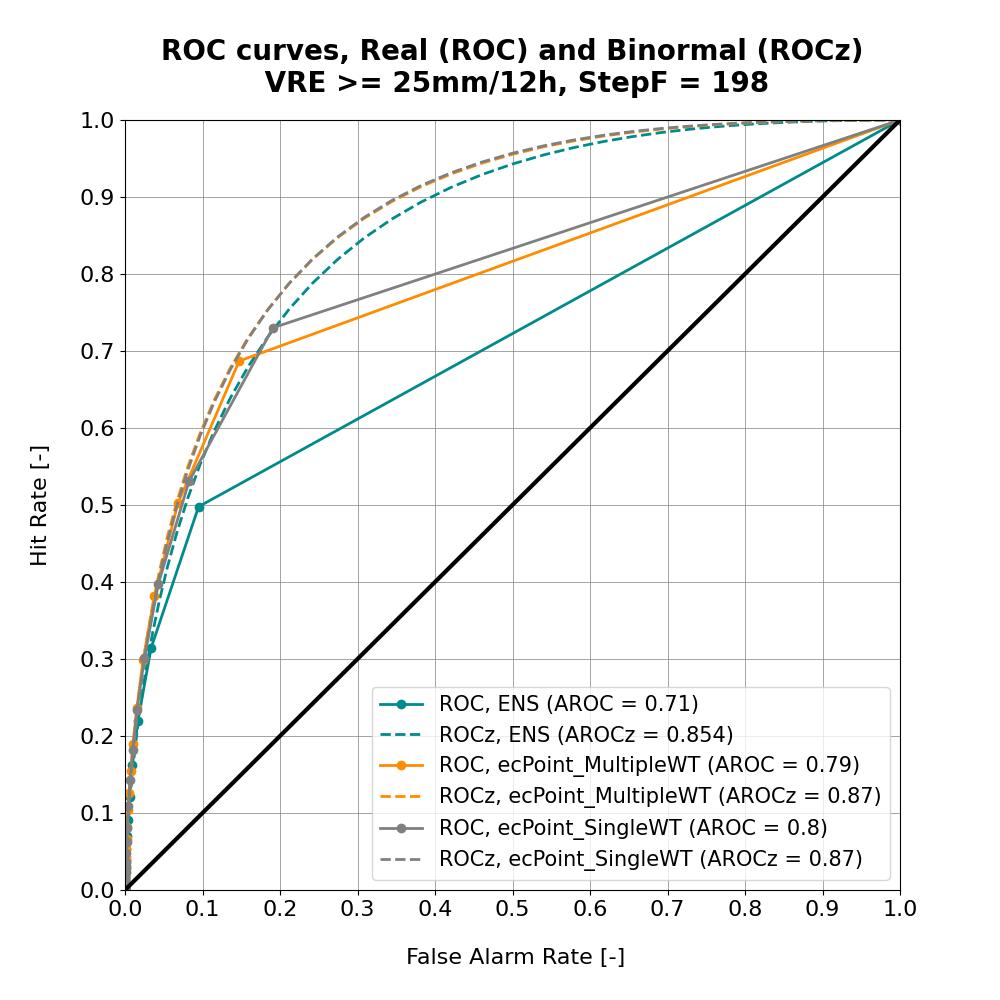 ROC curves, Real (ROC) and Binormal (ROCz)
VRE >= 25mm/12h, StepF = 198
1.0
0.9
0.8
0.7
0.6
0.5
0.4
0.3
0.2
0.1
0.0
Hit Rate [-]
ROC, ENS (AROC = 0.71)
ROCz, ENS (AROCz = 0.854)
ROC, ecPoint_MultipleWT (AROC = 0.79)
ROCz, ecPoint_MultipleWT (AROCz = 0.87)
ROC, ecPoint_SingleWT (AROC = 0.8)
ROCz, ecPoint_SingleWT (AROCz = 0.87)
0.0 0.1 0.2 0.3 0.4 0.5 0.6 0.7 0.8 0.9 1.0
False Alarm Rate [-]